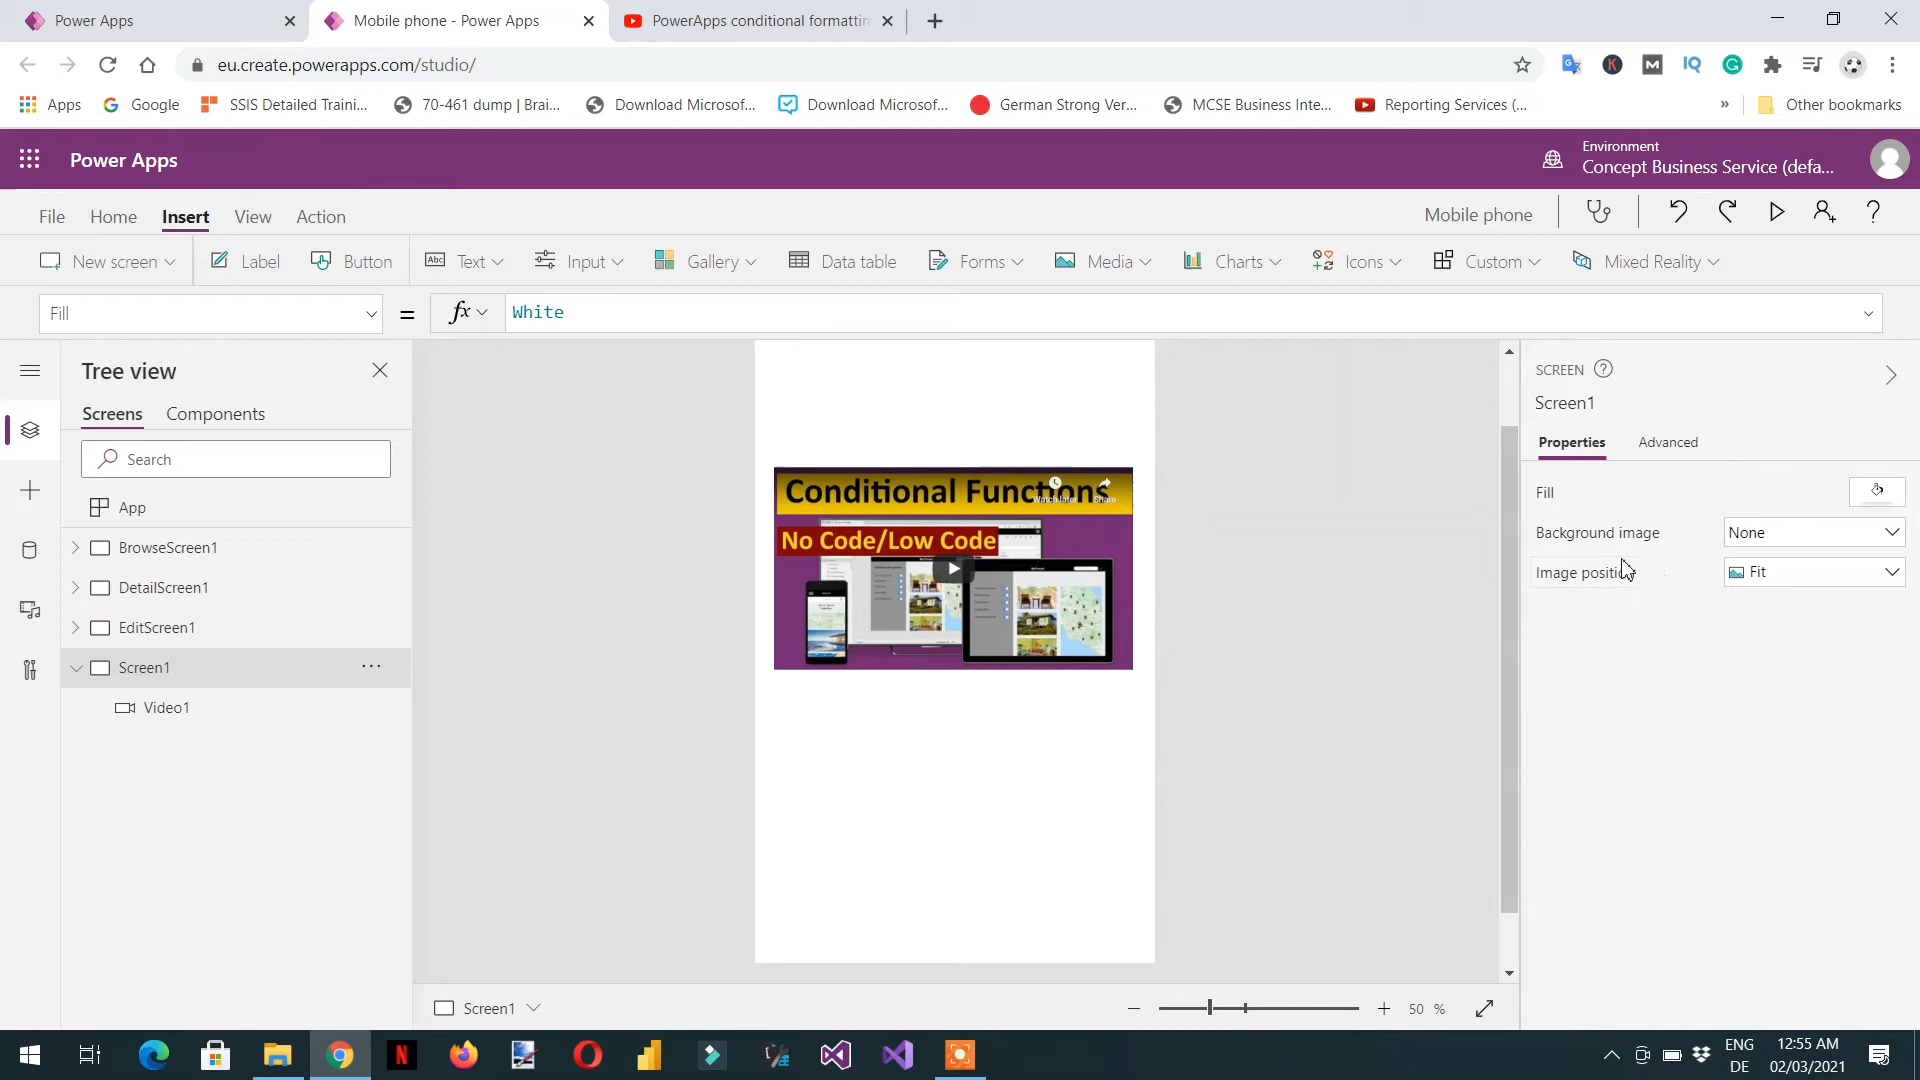 Power Apps
Mobile phone - Power Apps
PowerApps conditional formattin
eu.create.powerapps.com/studio/
Apps
Google
SSIS Detailed Traini...
70-461 dump | Brai...
Download Microsof...
Download Microsof...
German Strong Ver...
MCSE Business Inte...
Reporting Services (...
»
Other bookmarks
Power Apps
Environment
Concept Business Service (defa...
File
Home
Insert
View
Action
Mobile phone
New screen
Label
Button
Abc Text
Input
Gallery
Data table
Forms
Media
Charts
Icons
Custom
Mixed Reality
Fill
=
fx
White
Tree view
Screens
Components
Search
App
BrowseScreen1
DetailScreen1
EditScreen1
Screen1
...
Video1
Conditional Functions
Watch later
Share
No Code/Low Code
SCREEN
Screen1
Properties
Advanced
Fill
Background image
None
Image position
Fit
Screen1
50 %
ENG
DE
12:55 AM
02/03/2021